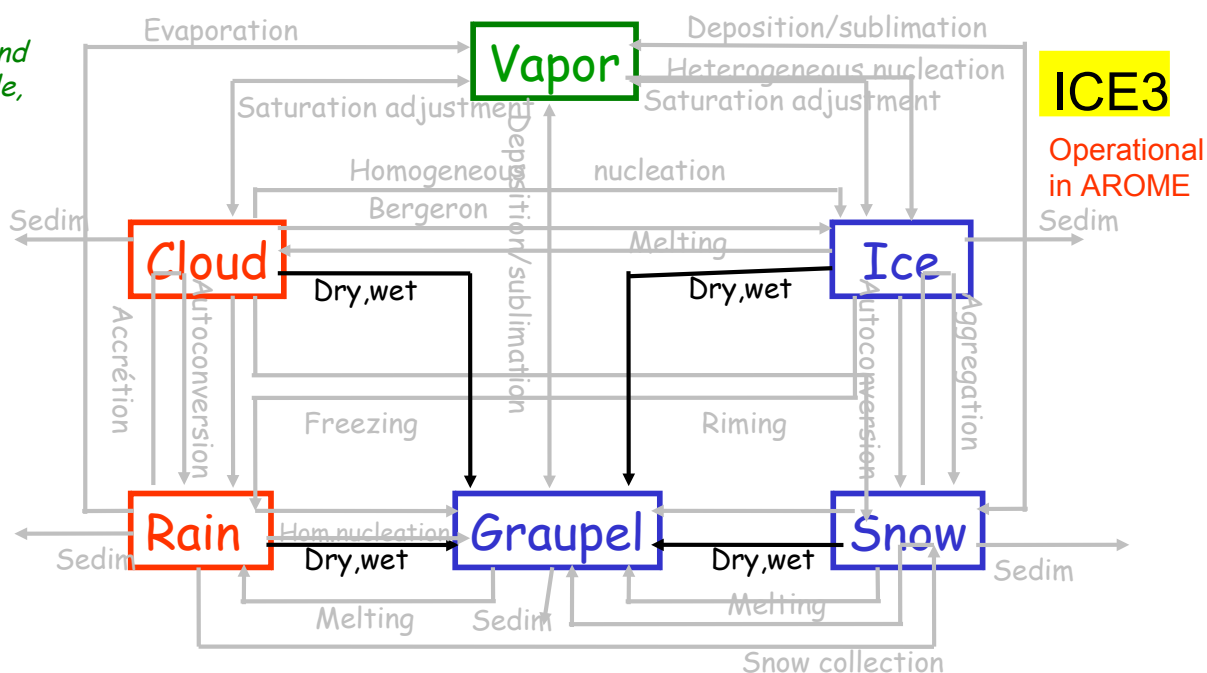 Evaporation
Deposition/sublimation
nd
le,
Vapor
Heterogeneous nucleation
ICE3
Saturation adjustment
Saturation adjustment
Operational
in AROME
Deposition/sublimation
Homogeneous nucleation
Bergeron
Sedim
Sedim
Melting
Cloud
Ice
Dry,wet
Dry,wet
Accrétion
Autoconversion
Autoconversion
Aggregation
Freezing
Riming
Rain
Hom.nucleation
Graupel
Snow
Dry,wet
Dry,wet
Sedim
Sedim
Melting
Sedim
Melting
Snow collection